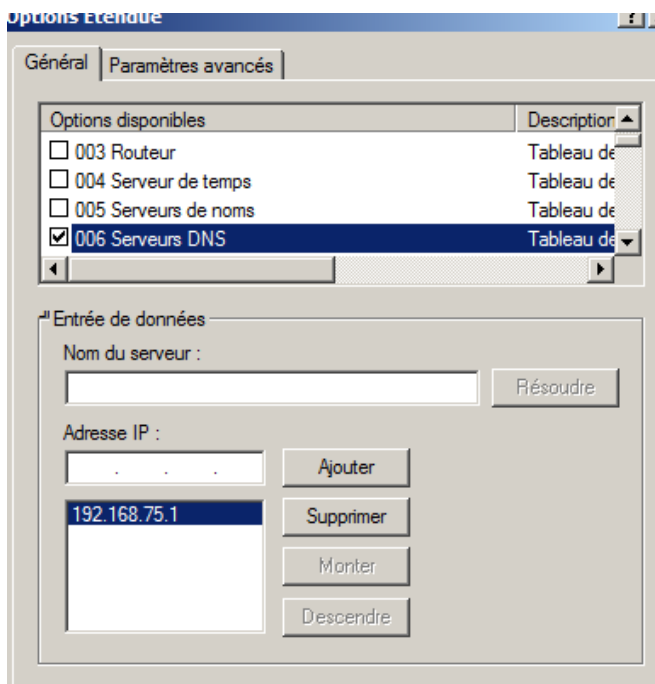 Options Étendue
Général Paramètres avancés
Options disponibles Description
003 Routeur Tableau de
004 Serveur de temps Tableau de
005 Serveurs de noms Tableau de
006 Serveurs DNS Tableau de
Entrée de données
Nom du serveur :
Résoudre
Adresse IP :
. . . Ajouter
192.168.75.1 Supprimer
Monter
Descendre